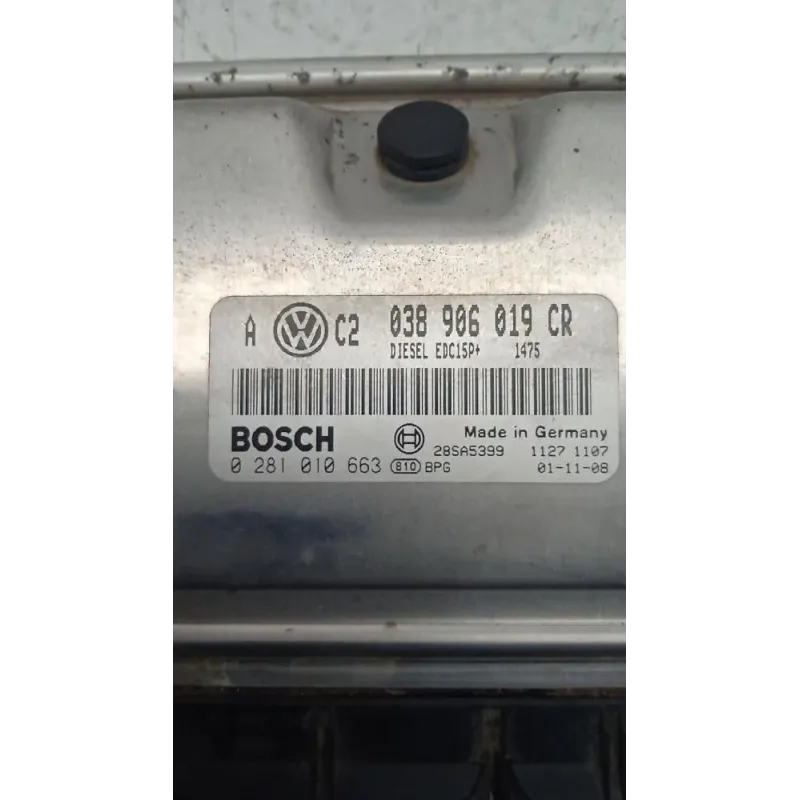 A VW C2 038 906 019 CR
DIESEL EDC15P+ 1475
BOSCH Made in Germany
28SA5399 1127 1107
0 281 010 663 810 BPG 01-11-08